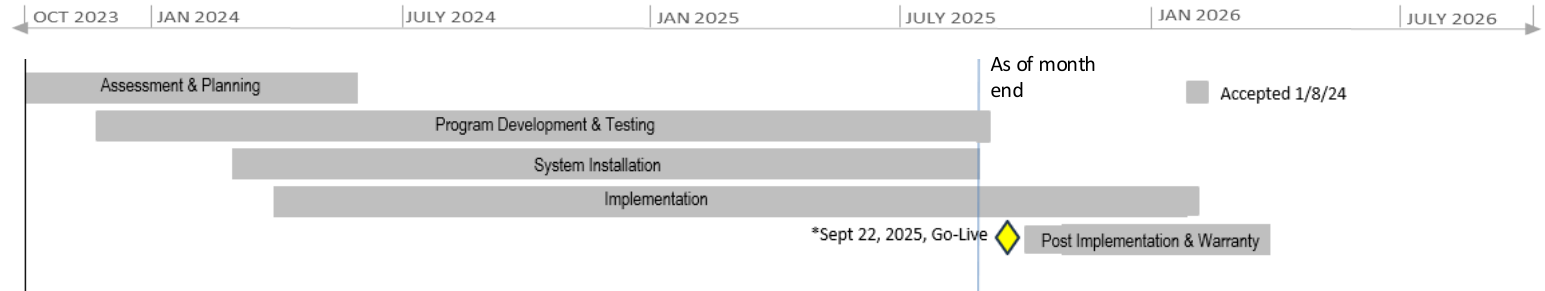 OCT 2023 JAN 2024 JULY 2024 JAN 2025 JULY 2025 JAN 2026 JULY 2026
As of month
end
Assessment & Planning
Accepted 1/8/24
Program Development & Testing
System Installation
Implementation
*Sept 22, 2025, Go-Live
Post Implementation & Warranty